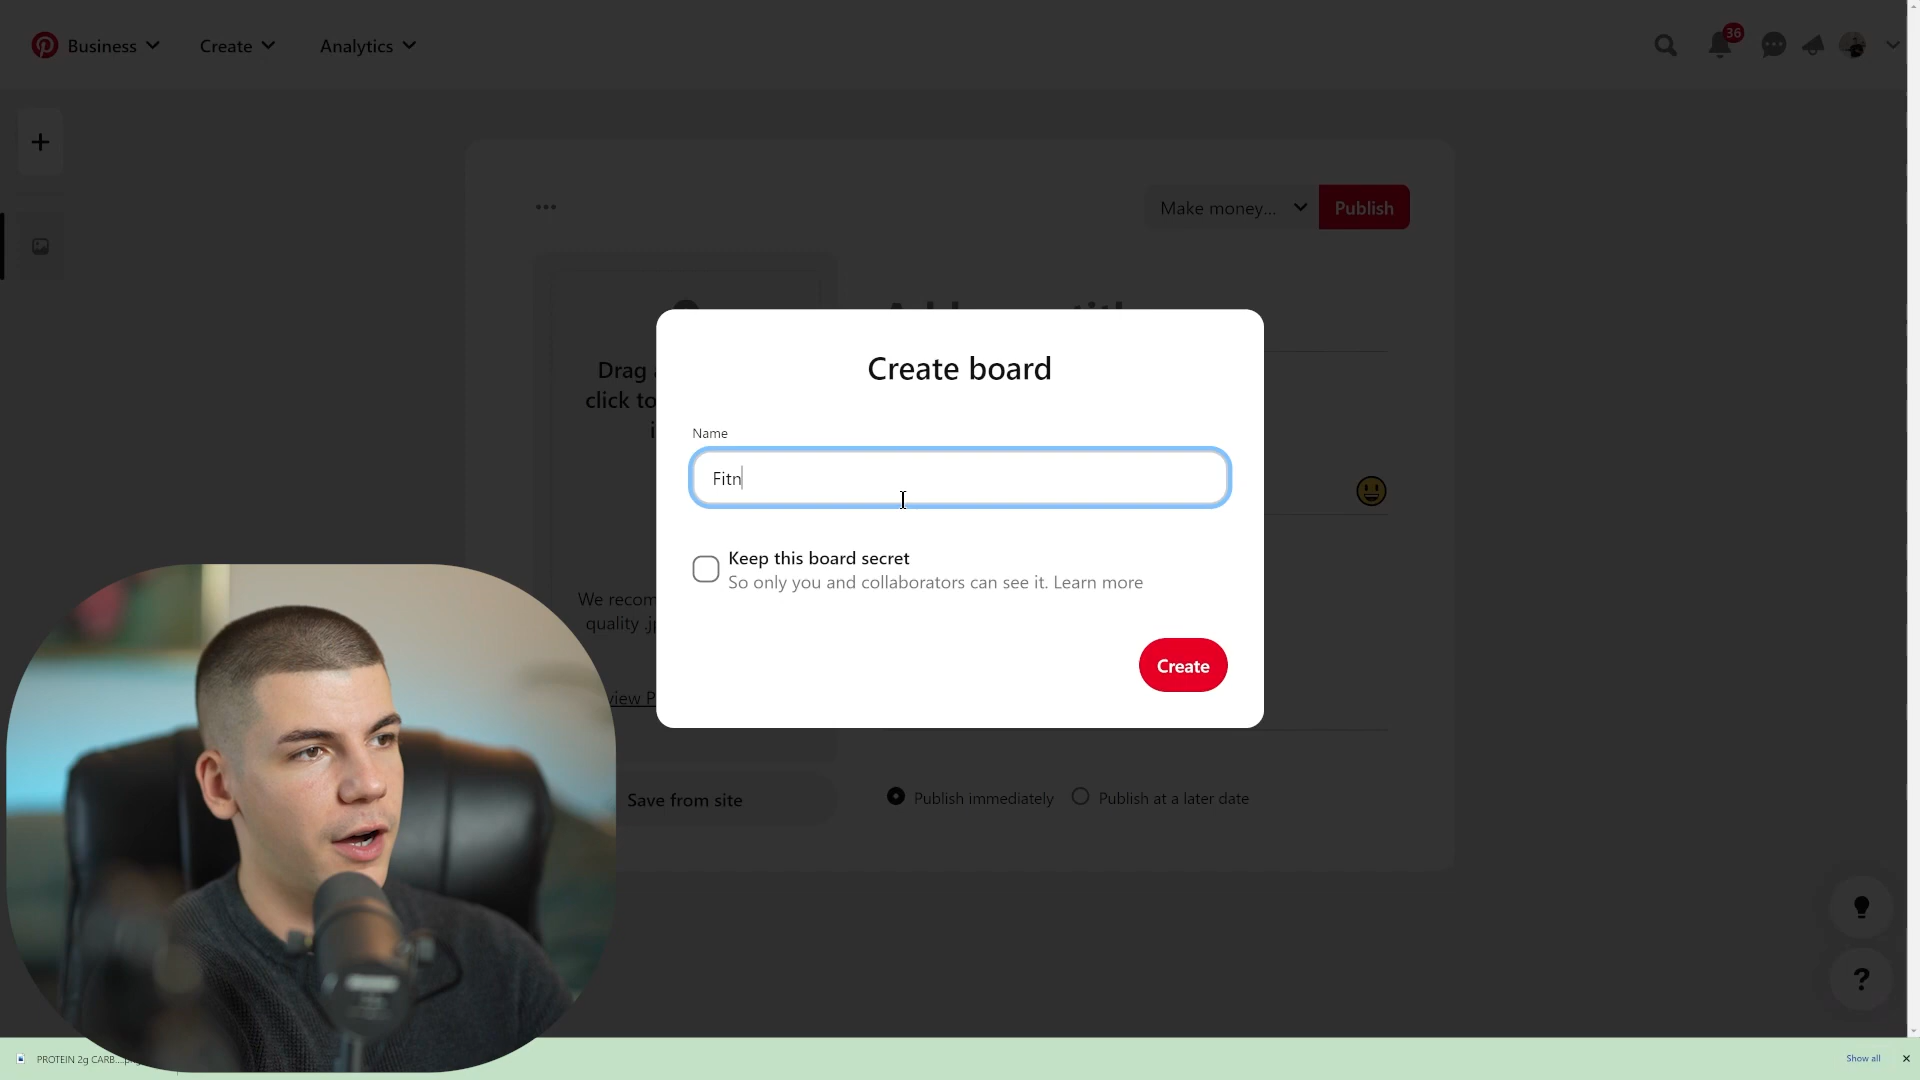 Business
Create
Analytics
36
Make money...
Publish
Create board
Drag
click to
Name
Fitn
Keep this board secret
So only you and collaborators can see it. Learn more
We recom
quality .j
Create
view P
Save from site
Publish immediately
Publish at a later date
?
PROTEIN 2g CARB....p
Show all